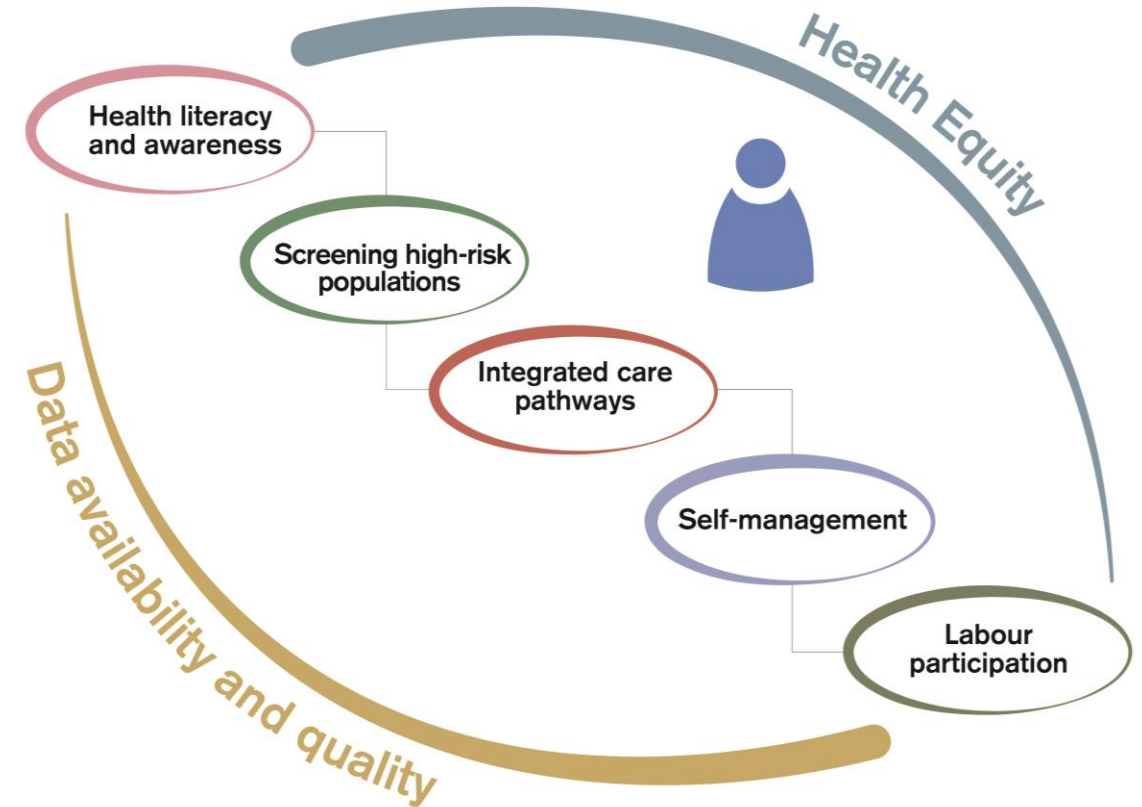 Health Equity
Health literacy
and awareness
Screening high-risk
populations
Integrated care
pathways
Self-management
Labour
participation
Data availability and quality